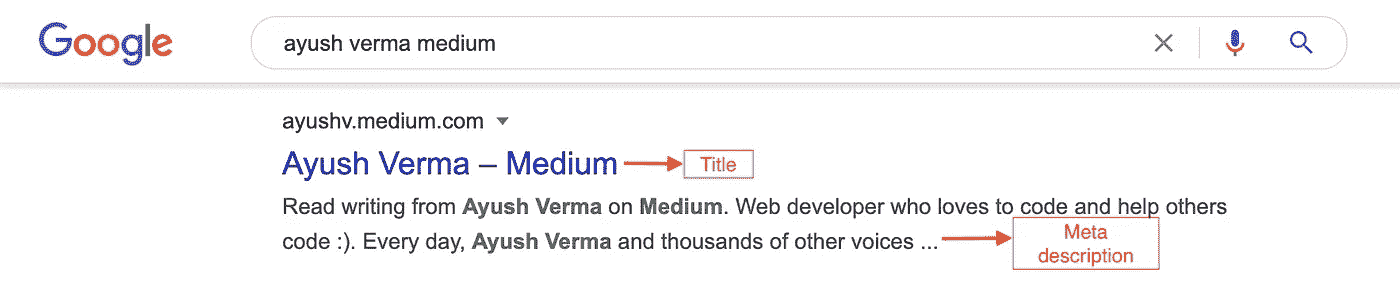 Google
ayush verma medium
ayushv.medium.com
Ayush Verma – Medium
Title
Read writing from Ayush Verma on Medium. Web developer who loves to code and help others
code :). Every day, Ayush Verma and thousands of other voices ...
Meta
description